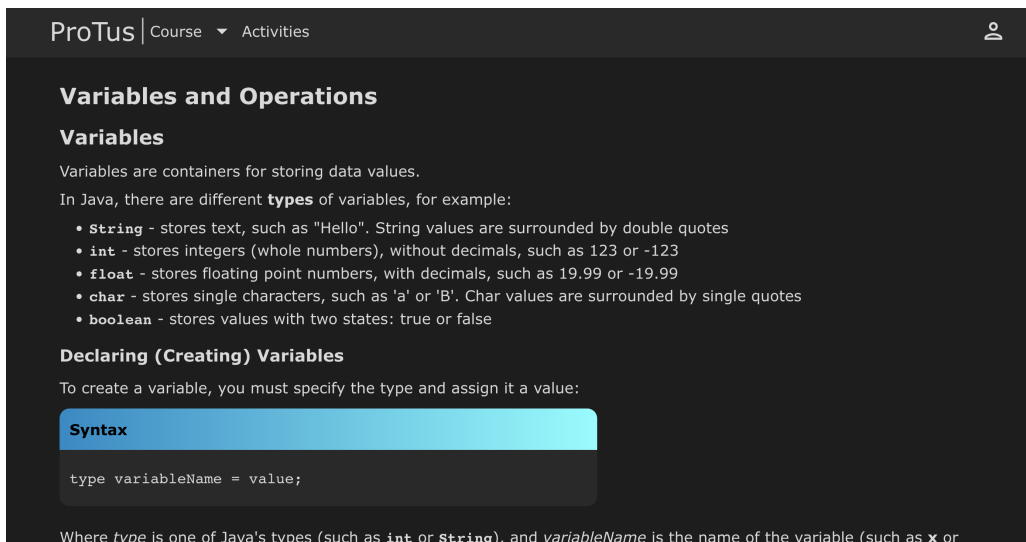 ProTus Course Activities
Variables and Operations
Variables
Variables are containers for storing data values.
In Java, there are different types of variables, for example:
• String - stores text, such as "Hello". String values are surrounded by double quotes
• int - stores integers (whole numbers), without decimals, such as 123 or -123
• float - stores floating point numbers, with decimals, such as 19.99 or -19.99
• char - stores single characters, such as 'a' or 'B'. Char values are surrounded by single quotes
• boolean - stores values with two states: true or false
Declaring (Creating) Variables
To create a variable, you must specify the type and assign it a value:
Syntax
type variableName = value;
Where type is one of Java's types (such as int or String), and variableName is the name of the variable (such as x or